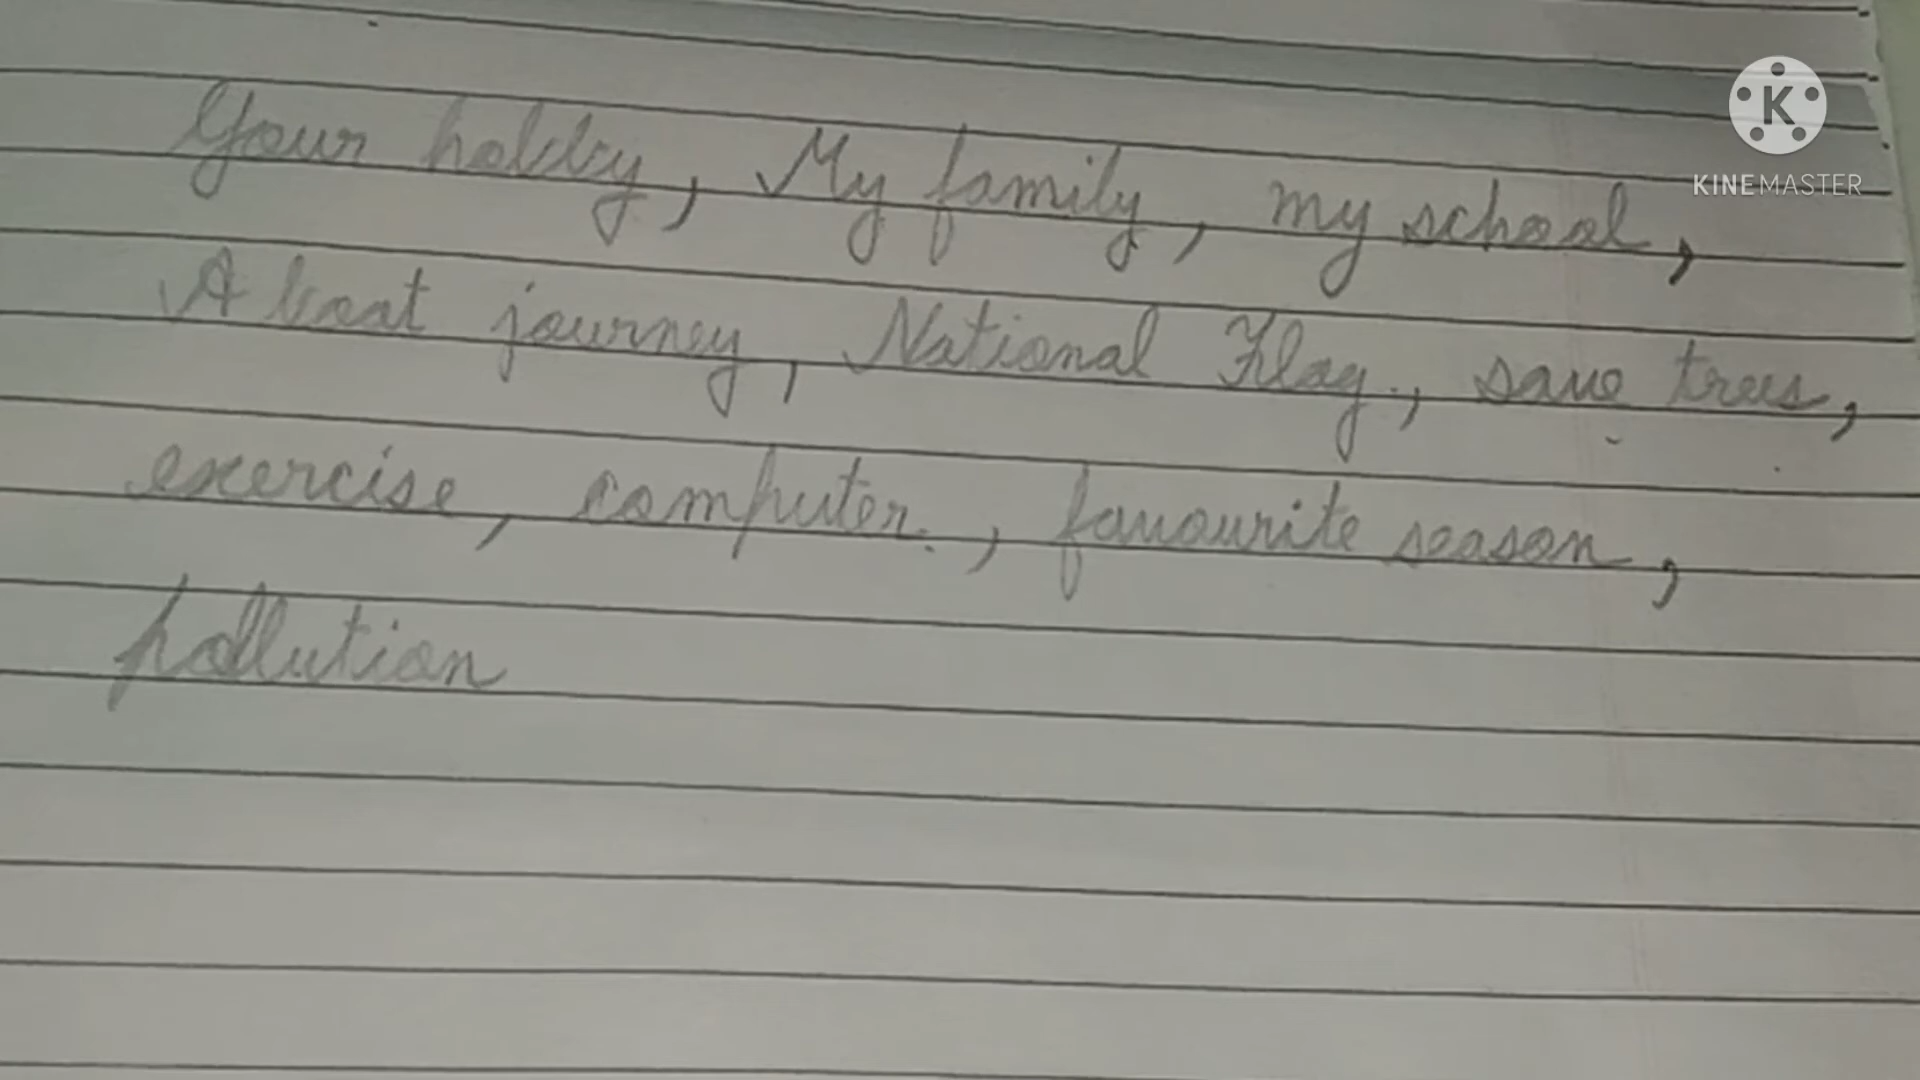 Your hobby, My family, my school,
A boat journey, National Flag., save trees,
exercise, computer., favourite season,
pollution
K
KINEMASTER